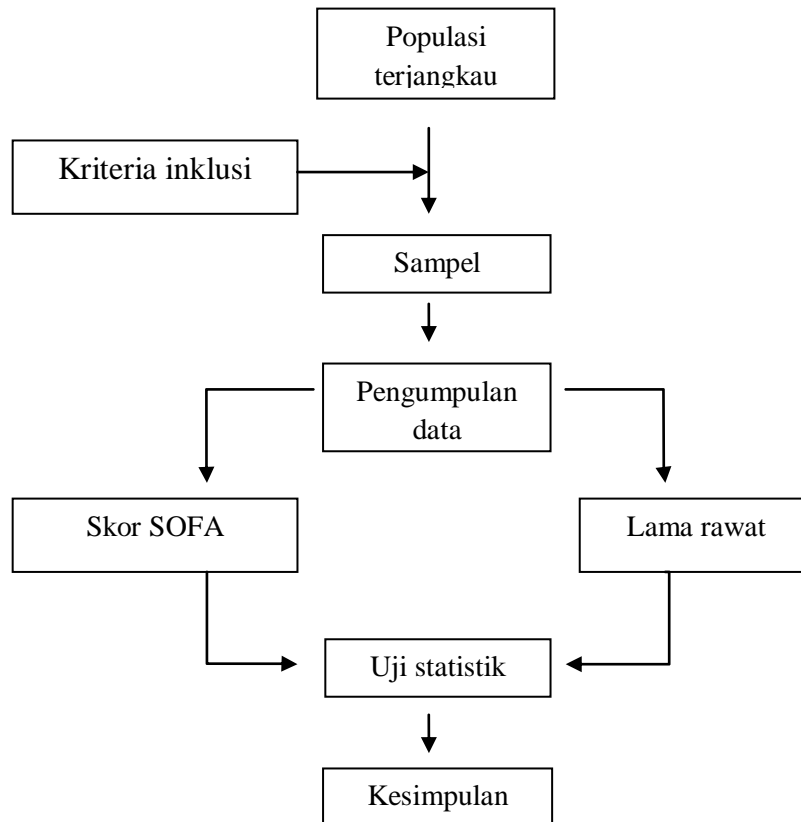 Populasi
terjangkau
Kriteria inklusi
Sampel
Pengumpulan
data
Skor SOFA
Lama rawat
Uji statistik
Kesimpulan